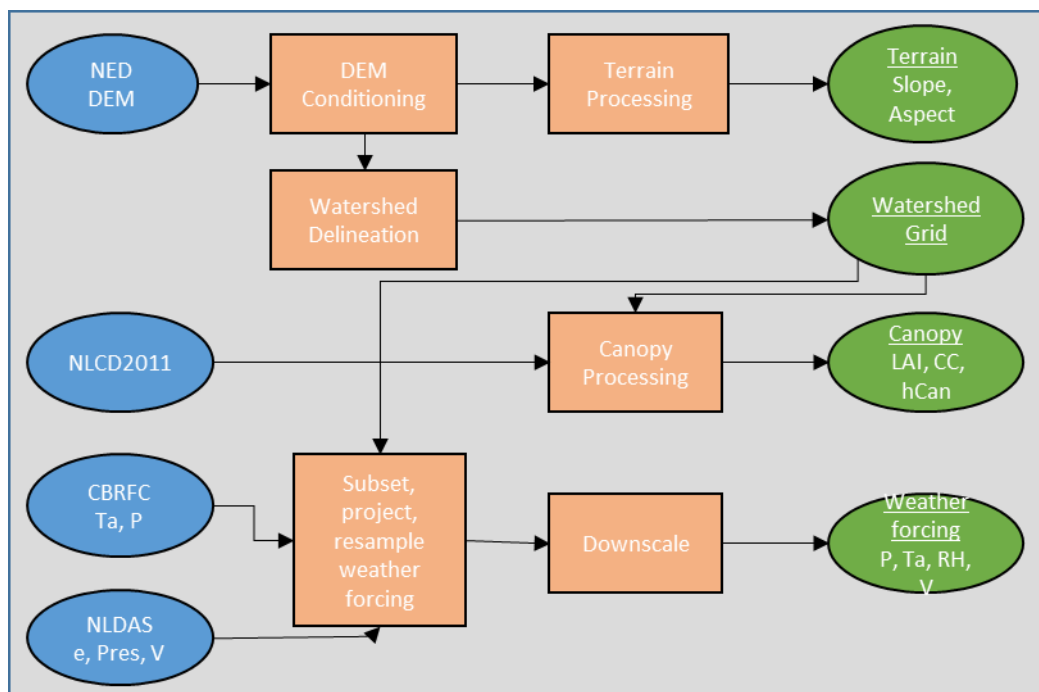 NED
DEM
DEM
Conditioning
Terrain
Processing
Terrain
Slope,
Aspect
Watershed
Delineation
Watershed
Grid
NLCD2011
Canopy
Processing
Canopy
LAI, CC,
hCan
CBRFC
Ta, P
Subset,
project,
resample
weather
forcing
Downscale
Weather
forcing
P, Ta, RH,
V
NLDAS
e, Pres, V